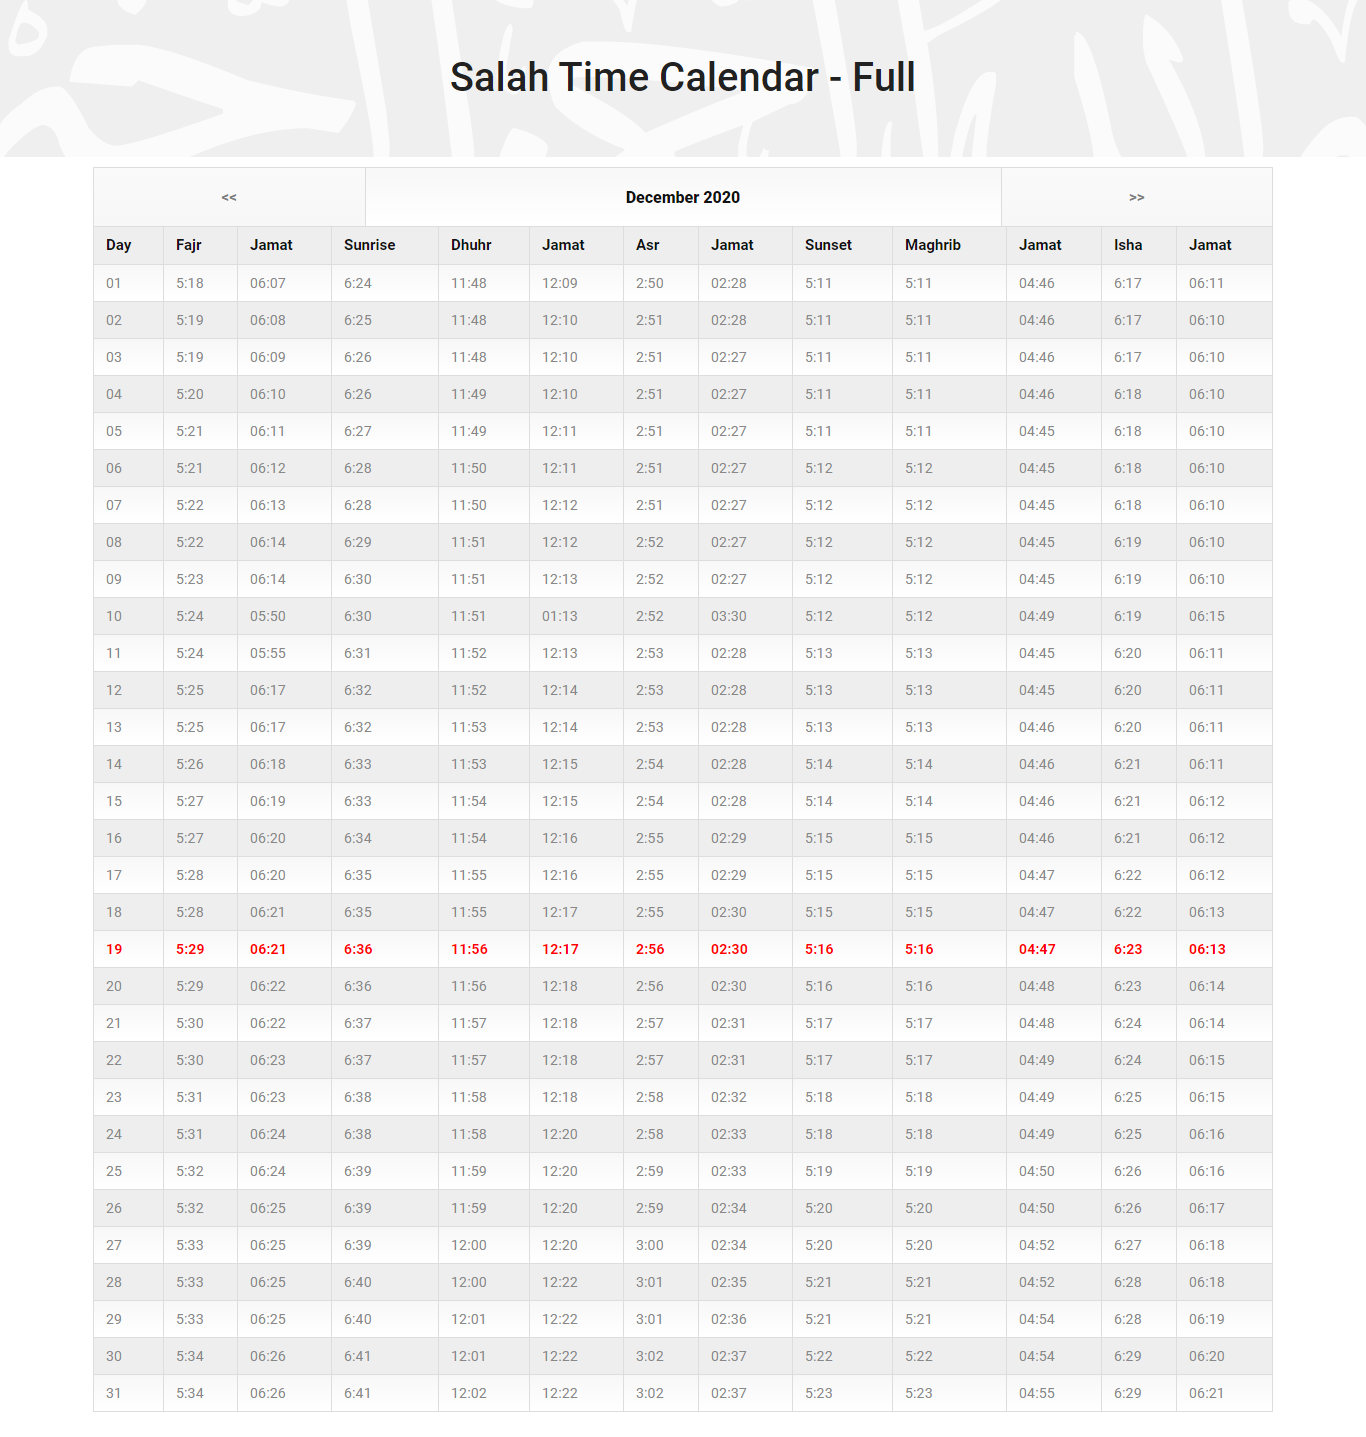 Salah Time Calendar - Full
<< December 2020 >>
Day Fajr Jamat Sunrise Dhuhr Jamat Asr Jamat Sunset Maghrib Jamat Isha Jamat
01 5:18 06:07 6:24 11:48 12:09 2:50 02:28 5:11 5:11 04:46 6:17 06:11
02 5:19 06:08 6:25 11:48 12:10 2:51 02:28 5:11 5:11 04:46 6:17 06:10
03 5:19 06:09 6:26 11:48 12:10 2:51 02:27 5:11 5:11 04:46 6:17 06:10
04 5:20 06:10 6:26 11:49 12:10 2:51 02:27 5:11 5:11 04:46 6:18 06:10
05 5:21 06:11 6:27 11:49 12:11 2:51 02:27 5:11 5:11 04:45 6:18 06:10
06 5:21 06:12 6:28 11:50 12:11 2:51 02:27 5:12 5:12 04:45 6:18 06:10
07 5:22 06:13 6:28 11:50 12:12 2:51 02:27 5:12 5:12 04:45 6:18 06:10
08 5:22 06:14 6:29 11:51 12:12 2:52 02:27 5:12 5:12 04:45 6:19 06:10
09 5:23 06:14 6:30 11:51 12:13 2:52 02:27 5:12 5:12 04:45 6:19 06:10
10 5:24 05:50 6:30 11:51 01:13 2:52 03:30 5:12 5:12 04:49 6:19 06:15
11 5:24 05:55 6:31 11:52 12:13 2:53 02:28 5:13 5:13 04:45 6:20 06:11
12 5:25 06:17 6:32 11:52 12:14 2:53 02:28 5:13 5:13 04:45 6:20 06:11
13 5:25 06:17 6:32 11:53 12:14 2:53 02:28 5:13 5:13 04:46 6:20 06:11
14 5:26 06:18 6:33 11:53 12:15 2:54 02:28 5:14 5:14 04:46 6:21 06:11
15 5:27 06:19 6:33 11:54 12:15 2:54 02:28 5:14 5:14 04:46 6:21 06:12
16 5:27 06:20 6:34 11:54 12:16 2:55 02:29 5:15 5:15 04:46 6:21 06:12
17 5:28 06:20 6:35 11:55 12:16 2:55 02:29 5:15 5:15 04:47 6:22 06:12
18 5:28 06:21 6:35 11:55 12:17 2:55 02:30 5:15 5:15 04:47 6:22 06:13
19 5:29 06:21 6:36 11:56 12:17 2:56 02:30 5:16 5:16 04:47 6:23 06:13
20 5:29 06:22 6:36 11:56 12:18 2:56 02:30 5:16 5:16 04:48 6:23 06:14
21 5:30 06:22 6:37 11:57 12:18 2:57 02:31 5:17 5:17 04:48 6:24 06:14
22 5:30 06:23 6:37 11:57 12:18 2:57 02:31 5:17 5:17 04:49 6:24 06:15
23 5:31 06:23 6:38 11:58 12:18 2:58 02:32 5:18 5:18 04:49 6:25 06:15
24 5:31 06:24 6:38 11:58 12:20 2:58 02:33 5:18 5:18 04:49 6:25 06:16
25 5:32 06:24 6:39 11:59 12:20 2:59 02:33 5:19 5:19 04:50 6:26 06:16
26 5:32 06:25 6:39 11:59 12:20 2:59 02:34 5:20 5:20 04:50 6:26 06:17
27 5:33 06:25 6:39 12:00 12:20 3:00 02:34 5:20 5:20 04:52 6:27 06:18
28 5:33 06:25 6:40 12:00 12:22 3:01 02:35 5:21 5:21 04:52 6:28 06:18
29 5:33 06:25 6:40 12:01 12:22 3:01 02:36 5:21 5:21 04:54 6:28 06:19
30 5:34 06:26 6:41 12:01 12:22 3:02 02:37 5:22 5:22 04:54 6:29 06:20
31 5:34 06:26 6:41 12:02 12:22 3:02 02:37 5:23 5:23 04:55 6:29 06:21